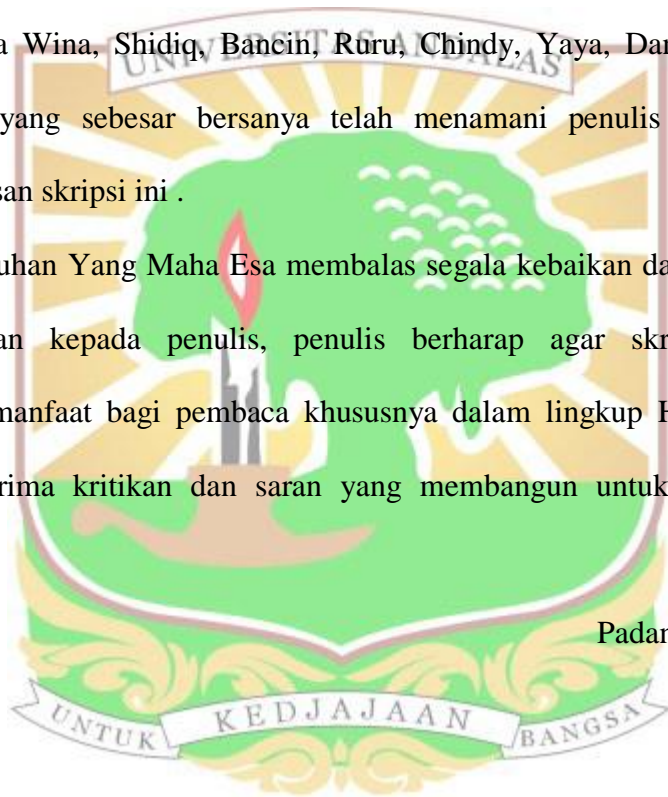 a Wina, Shidiq, Bancin, Ruru, Chindy, Yaya, Dar
UNIVERSITAS ANDALAS
yang sebesar bersanya telah menamani penulis
san skripsi ini .
uhan Yang Maha Esa membalas segala kebaikan da
an kepada penulis, penulis berharap agar skr
manfaat bagi pembaca khususnya dalam lingkup H
rima kritikan dan saran yang membangun untuk
Padan
UNTUK KEDJAJAAN BANGSA